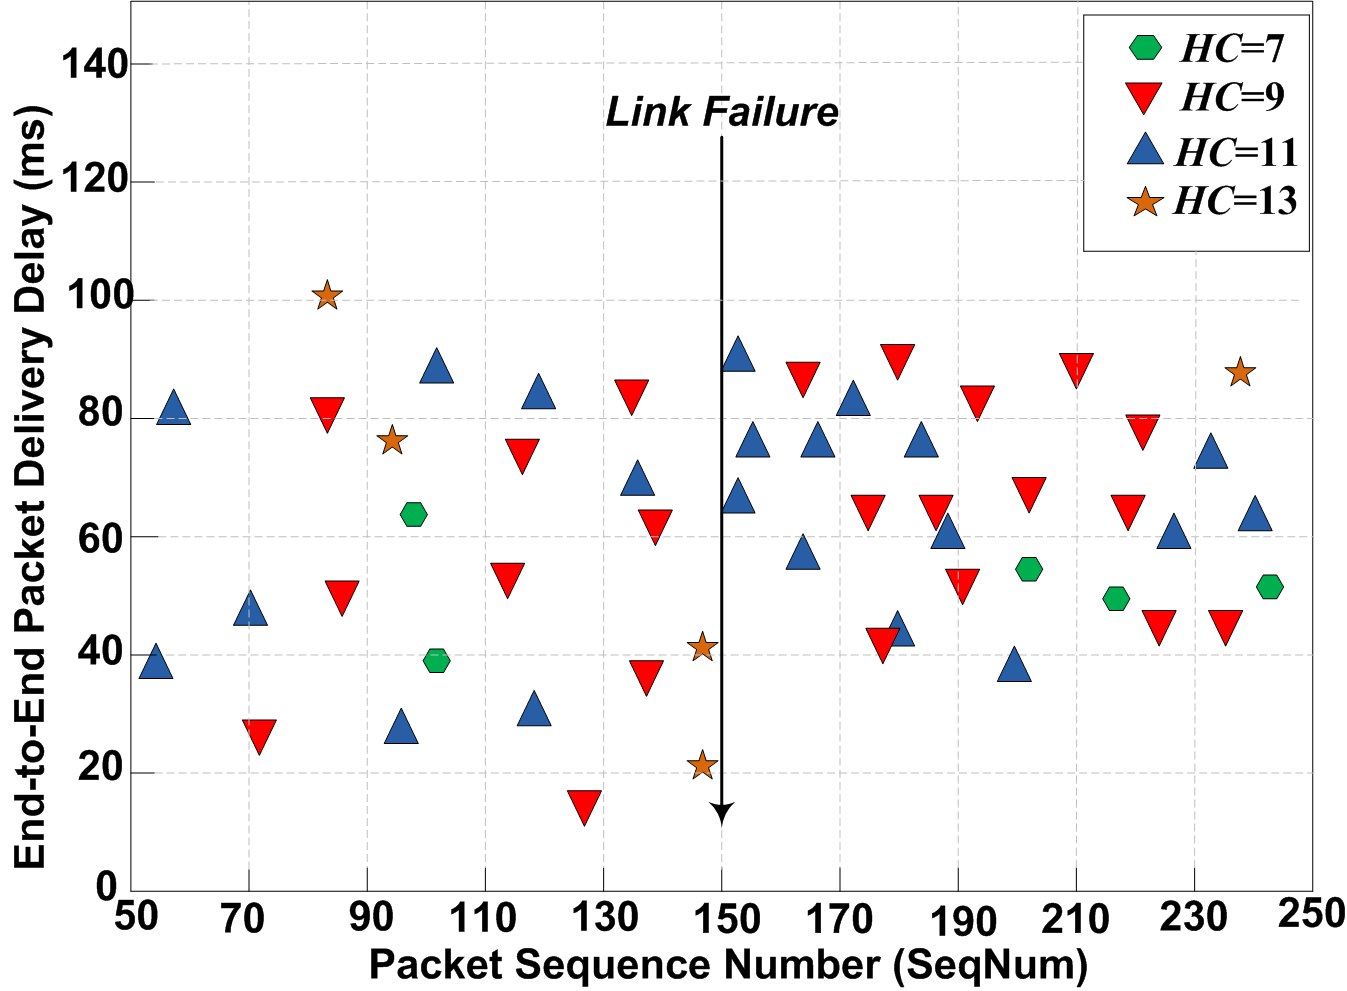 HC=7
HC=9
HC=11
HC=13
Link Failure
End-to-End Packet Delivery Delay (ms)
140
120
100
80
60
40
20
0
50 70 90 110 130 150 170 190 210 230 250
Packet Sequence Number (SeqNum)